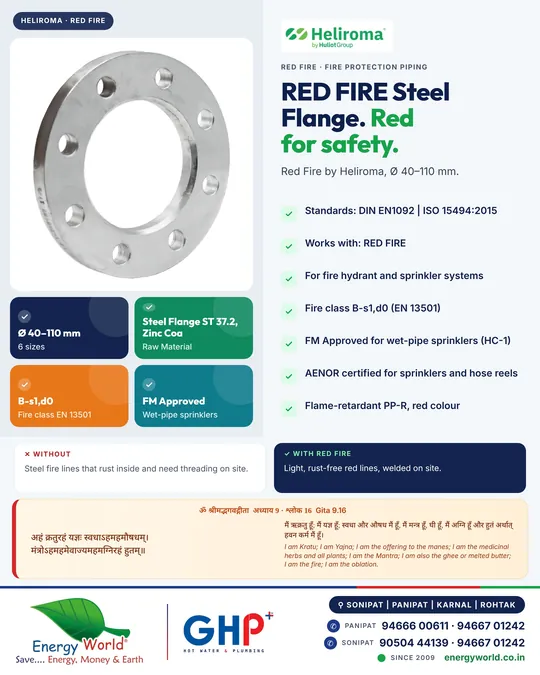 HELIROMA · RED FIRE
Heliroma®
by HuliotGroup
RED FIRE · FIRE PROTECTION PIPING
RED FIRE Steel
Flange. Red
for safety.
Red Fire by Heliroma, Ø 40–110 mm.
Standards: DIN EN1092 | ISO 15494:2015
Works with: RED FIRE
For fire hydrant and sprinkler systems
Fire class B-s1,d0 (EN 13501)
FM Approved for wet-pipe sprinklers (HC-1)
AENOR certified for sprinklers and hose reels
Flame-retardant PP-R, red colour
Ø 40–110 mm
6 sizes
Steel Flange ST 37.2,
Zinc Coa
Raw Material
B-s1,d0
Fire class EN 13501
FM Approved
Wet-pipe sprinklers
× WITHOUT
Steel fire lines that rust inside and need threading on site.
✓ WITH RED FIRE
Light, rust-free red lines, welded on site.
ॐ श्रीमद्भगवद्गीता अध्याय 9 · श्लोक 16 Gita 9.16
अहं क्रतुरहं यज्ञः स्वधाऽहमहमौषधम्।
मंत्रोऽहमहमेवाज्यमहमग्निरहं हुतम्॥
मैं ऋक्रतु हूँ; मैं यज्ञ हूँ; स्वधा और औषध मैं हूँ, मैं मन्त्र हूँ, घी हूँ, मैं अग्नि हूँ और हुतं अर्थात्
हवन कर्म मैं हूँ।
I am Kratu; I am Yajna; I am the offering to the manes; I am the medicinal
herbs and all plants; I am the Mantra; I am also the ghee or melted butter;
I am the fire; I am the oblation.
Energy World®
Save.... Energy, Money & Earth
GHP+
HOT WATER & PLUMBING
SONIPAT | PANIPAT | KARNAL | ROHTAK
PANIPAT 94666 00611 · 94667 01242
SONIPAT 90504 44139 · 94667 01242
SINCE 2009 energyworld.co.in